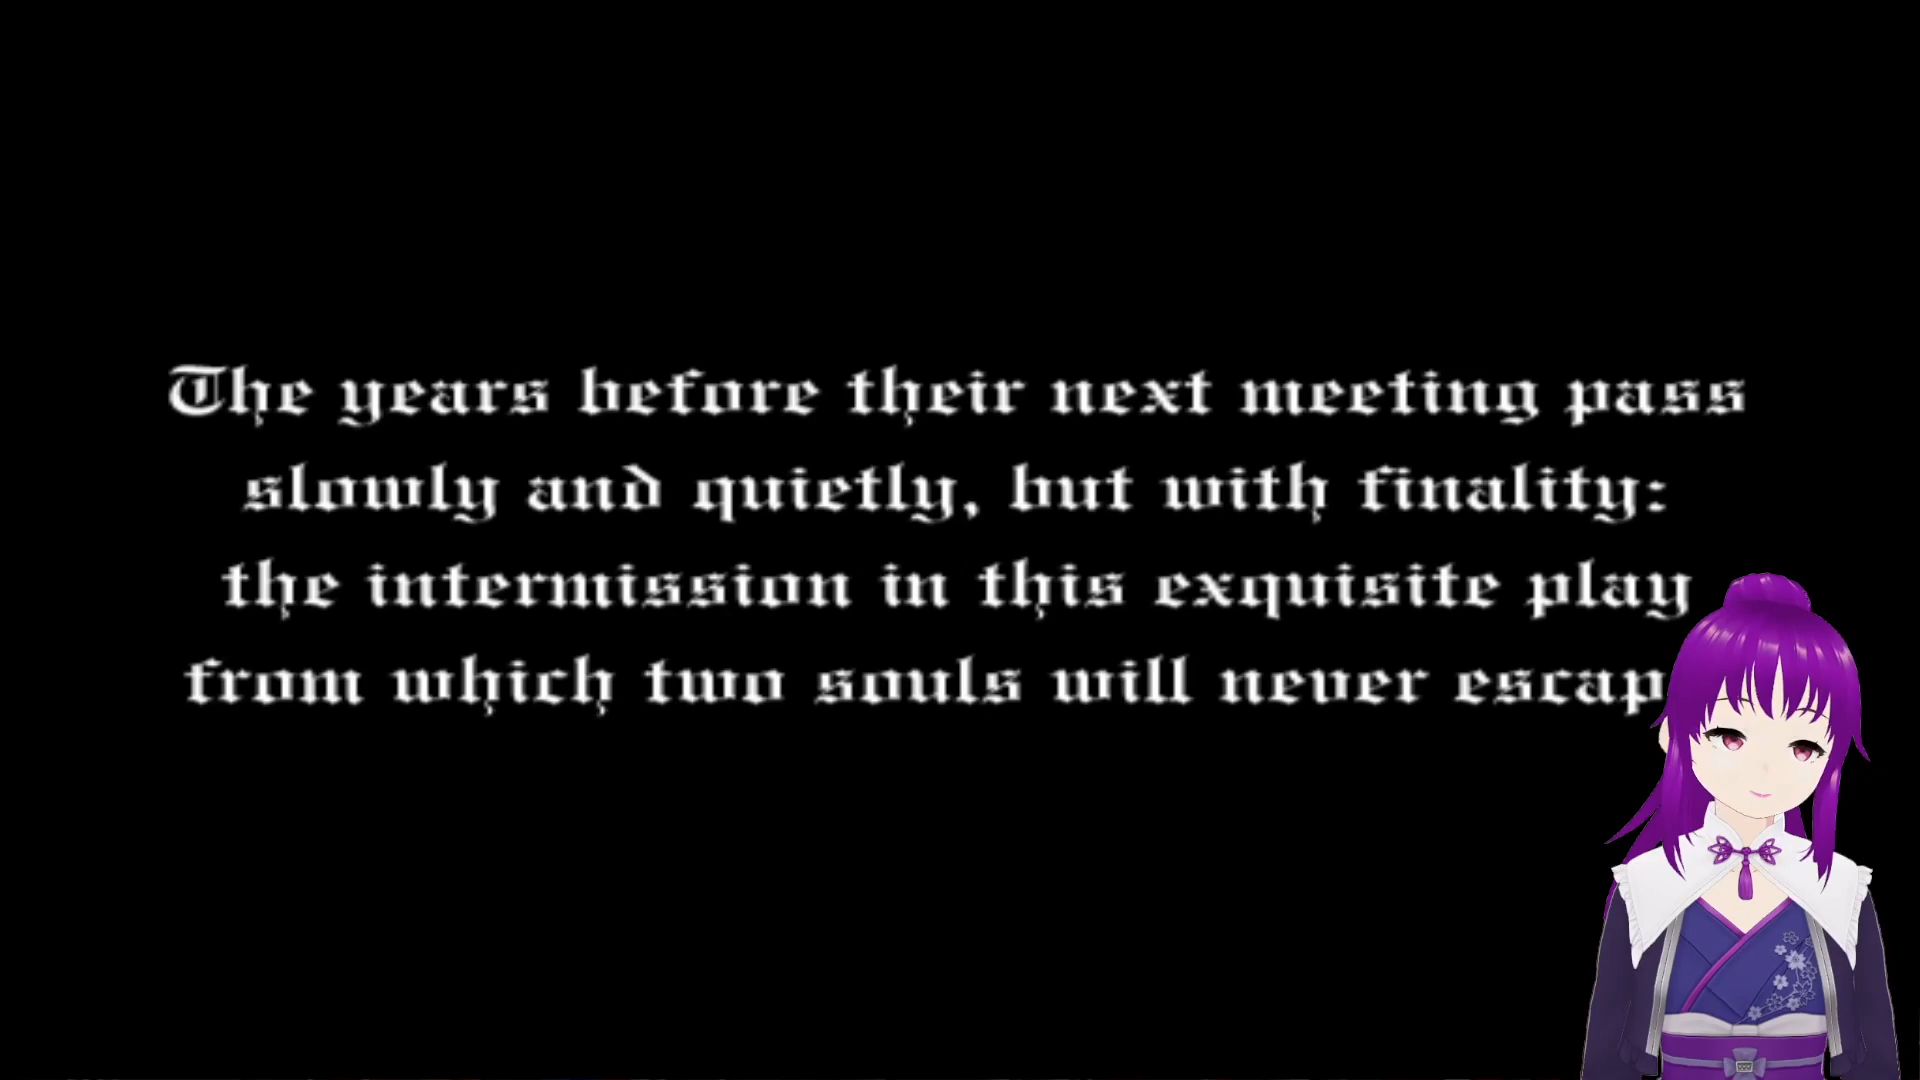 The years before their next meeting pass
slowly and quietly, but with finality:
the intermission in this exquisite play
from which two souls will never escap